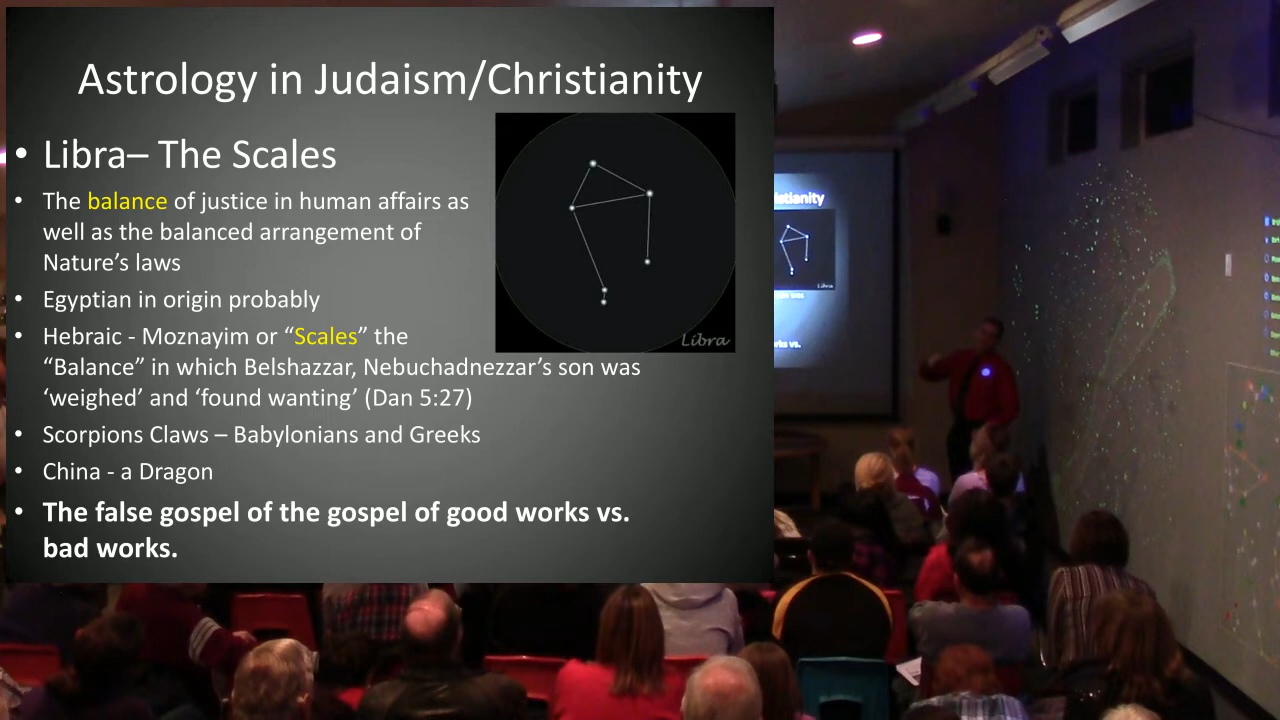 Astrology in Judaism/Christianity
• Libra– The Scales
• The balance of justice in human affairs as
well as the balanced arrangement of
Nature’s laws
• Egyptian in origin probably
• Hebraic - Moznayim or “Scales” the
“Balance” in which Belshazzar, Nebuchadnezzar’s son was
‘weighed’ and ‘found wanting’ (Dan 5:27)
• Scorpions Claws – Babylonians and Greeks
• China - a Dragon
• The false gospel of the gospel of good works vs.
bad works.
Libra
istianity
Libra
ks vs.